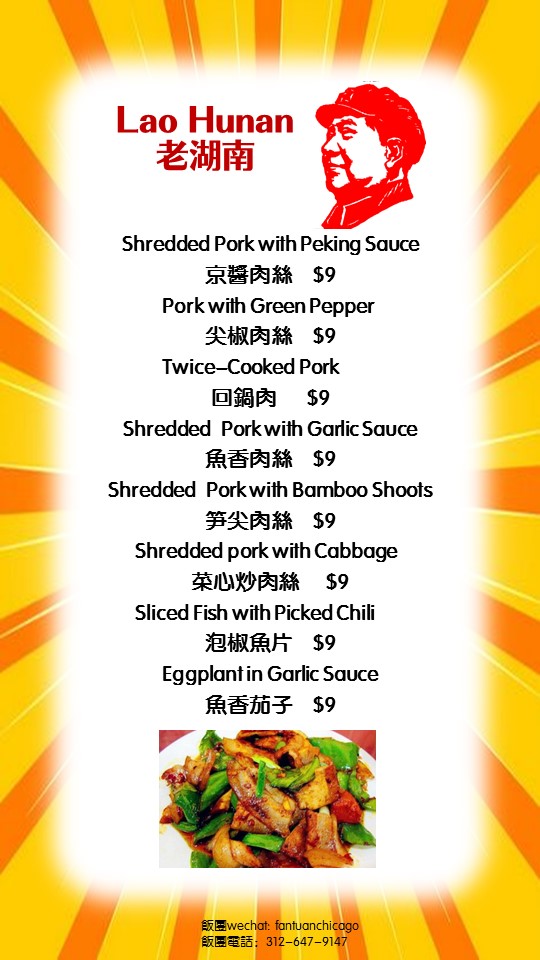 Lao Hunan
老湖南
Shredded Pork with Peking Sauce
京醬肉絲 $9
Pork with Green Pepper
尖椒肉絲 $9
Twice-Cooked Pork
回鍋肉 $9
Shredded Pork with Garlic Sauce
魚香肉絲 $9
Shredded Pork with Bamboo Shoots
笋尖肉絲 $9
Shredded pork with Cabbage
菜心炒肉絲 $9
Sliced Fish with Picked Chili
泡椒魚片 $9
Eggplant in Garlic Sauce
魚香茄子 $9
飯團wechat: fantuanchicago
飯團電話: 312-647-9147